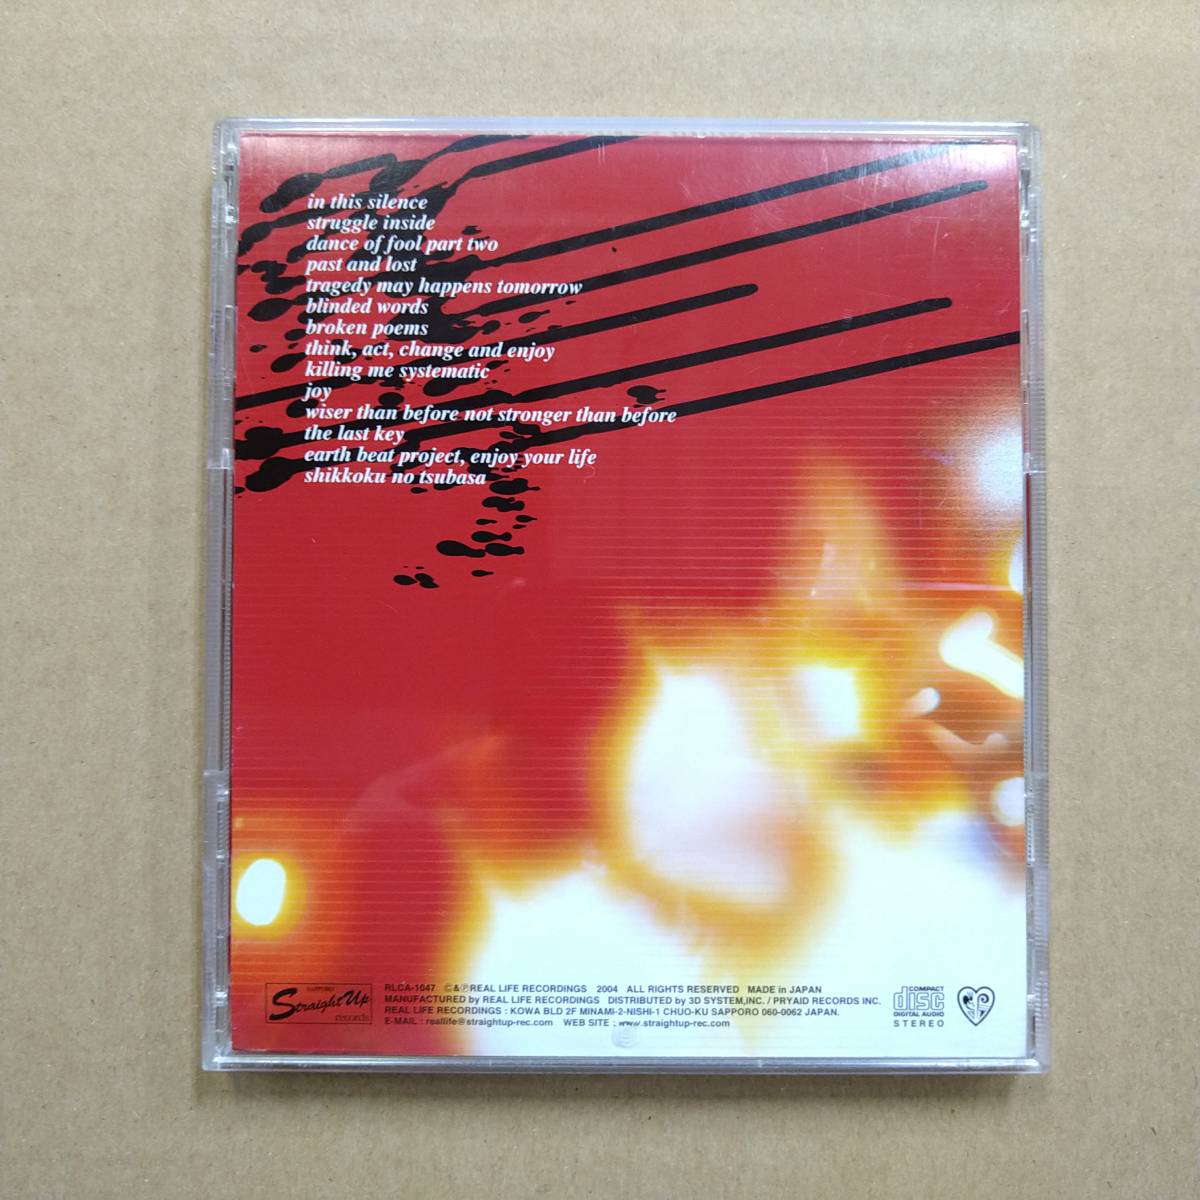 in this silence
struggle inside
dance of fool part two
past and lost
tragedy may happens tomorrow
blinded words
broken poems
think, act, change and enjoy
killing me systematic
joy
wiser than before not stronger than before
the last key
earth beat project, enjoy your life
shikkoku no tsubasa
SAPPORO
Straight Up
records
RLCA-1047 ©&℗REAL LIFE RECORDINGS 2004 ALL RIGHTS RESERVED MADE in JAPAN
MANUFACTURED by REAL LIFE RECORDINGS DISTRIBUTED by 3D SYSTEM,INC. / PRYAID RECORDS INC.
REAL LIFE RECORDINGS : KOWA BLD 2F MINAMI-2-NISHI-1 CHUO-KU SAPPORO 060-0062 JAPAN.
E-MAIL : reallife@straightup-rec.com WEB SITE : www.straightup-rec.com
COMPACT
disc
DIGITAL AUDIO
STEREO